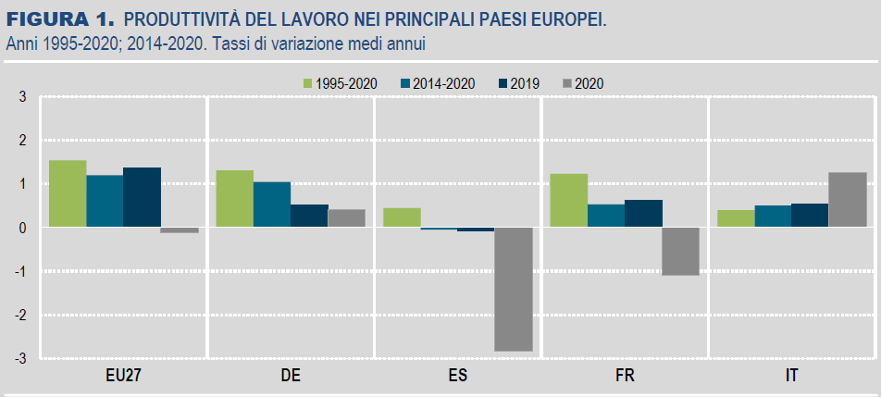 FIGURA 1. PRODUTTIVITÀ DEL LAVORO NEI PRINCIPALI PAESI EUROPEI.
Anni 1995-2020; 2014-2020. Tassi di variazione medi annui
1995-2020 2014-2020 2019 2020
3
2
1
0
-1
-2
-3
EU27 DE ES FR IT